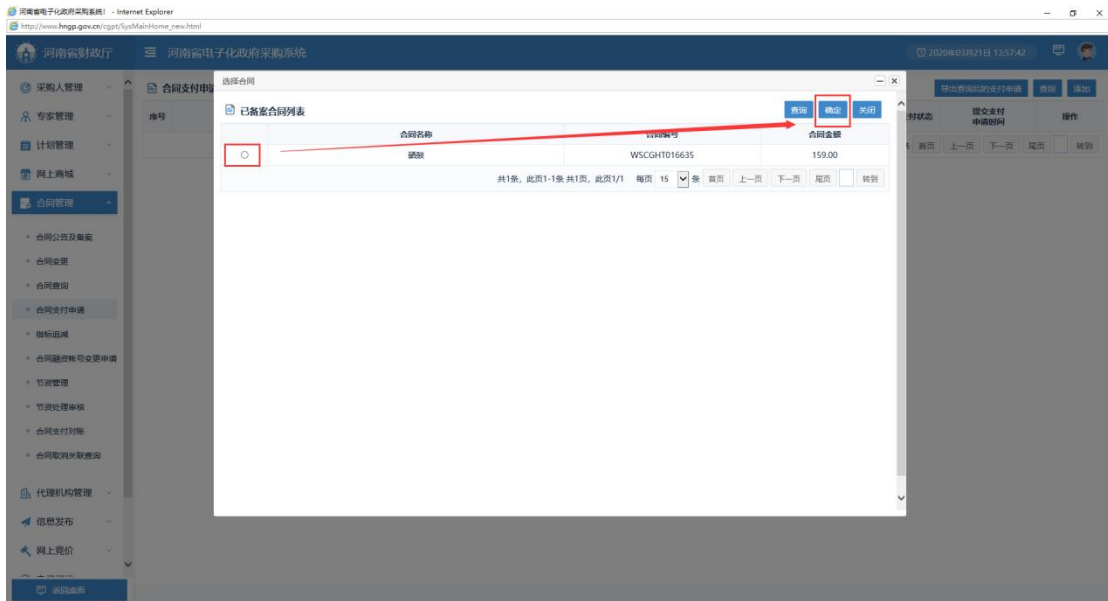 河南省电子化政府采购系统! - Internet Explorer
http://www.hngp.gov.cn/cgpt/SysMainHome_new.html
河南省财政厅
河南省电子化政府采购系统
2020年03月21日 13:57:42
采购人管理
专家管理
计划管理
网上商城
合同管理
合同公告及备案
合同变更
合同查询
合同支付申请
指标追减
合同融资帐号变更申请
节资管理
节资处理审核
合同支付对账
合同取消关联查询
代理机构管理
信息发布
网上竞价
返回桌面
合同支付申请
导出查询后的支付申请 查询 添加
序号 付状态 提交支付申请时间 操作
条 首页 上一页 下一页 尾页 转到
选择合同
已备案合同列表
查询 确定 关闭
合同名称 合同编号 合同金额
硒鼓 WSCGHT016635 159.00
共1条, 此页1-1条 共1页, 此页1/1 每页 15 条 首页 上一页 下一页 尾页 转到